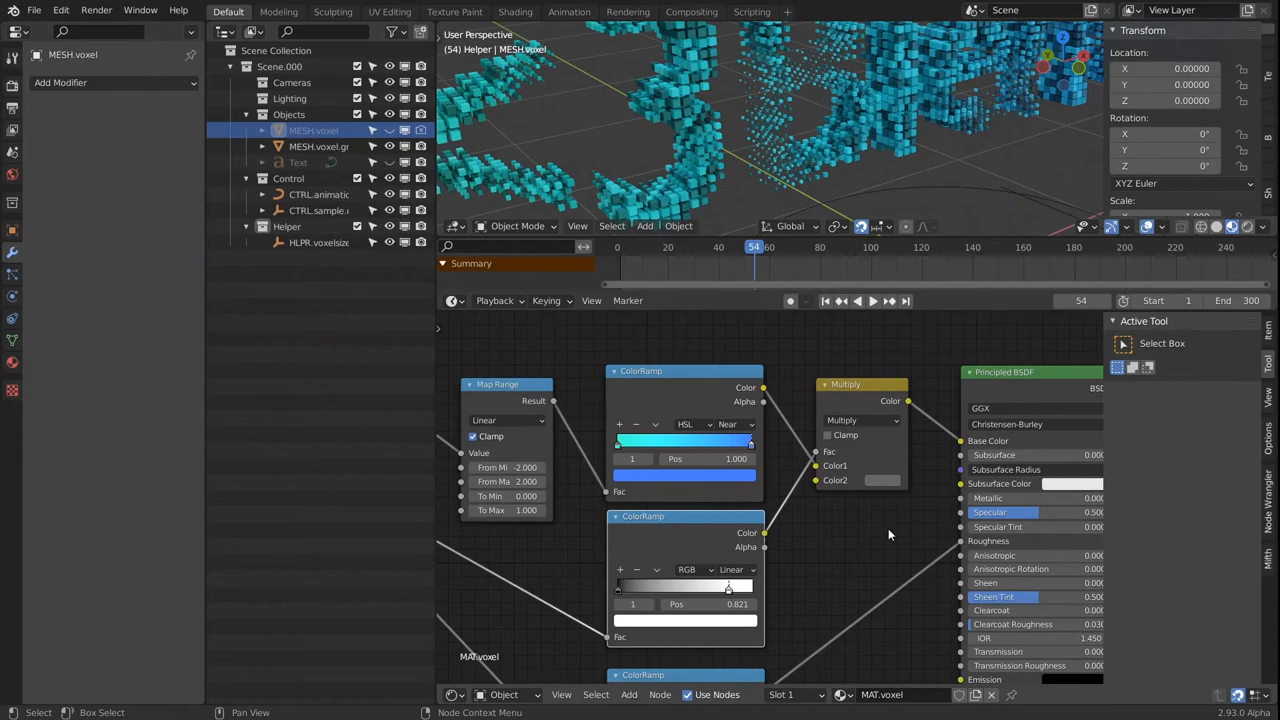 File Edit Render Window Help
Default Modeling Sculpting UV Editing Texture Paint Shading Animation Rendering Compositing Scripting +
Scene
View Layer
MESH.voxel
Add Modifier
Scene Collection
Scene.000
Cameras
Lighting
Objects
MESH.voxel
MESH.voxel.gr
Text
Control
CTRL.animatic
CTRL.sample.c
Helper
HLPR.voxelsize
User Perspective
(54) Helper | MESH.voxel
Z
Y
X
Object Mode View Select Add Object Global
Transform
Location:
X 0.00000
Y 0.00000
Z 0.00000
Rotation:
X 0°
Y 0°
Z 0°
XYZ Euler
Scale:
Te
D
B
Sh
0 20 40 54 80 100 120 140 160 180 200 220 240
Summary
Playback Keying View Marker
54
Start 1 End 300
Map Range
Result
Linear
Clamp
Value
From Mi -2.000
From Ma 2.000
To Min 0.000
To Max 1.000
ColorRamp
Color
Alpha
HSL Near
1 Pos 1.000
Fac
ColorRamp
Color
Alpha
RGB Linear
1 Pos 0.821
Fac
ColorRamp
Multiply
Color
Multiply
Clamp
Fac
Color1
Color2
Principled BSDF
BSD
GGX
Christensen-Burley
Base Color
Subsurface 0.000
Subsurface Radius
Subsurface Color
Metallic 0.000
Specular 0.500
Specular Tint 0.000
Roughness
Anisotropic 0.000
Anisotropic Rotation 0.000
Sheen 0.000
Sheen Tint 0.500
Clearcoat 0.000
Clearcoat Roughness 0.030
IOR 1.450
Transmission 0.000
Transmission Roughness 0.000
Emission
Active Tool
Select Box
Item
Tool
View
Options
Node Wrangler
Mifth
MAT.voxel
Object View Select Add Node Use Nodes Slot 1 MAT.voxel
Select Box Select Pan View Node Context Menu 2.93.0 Alpha